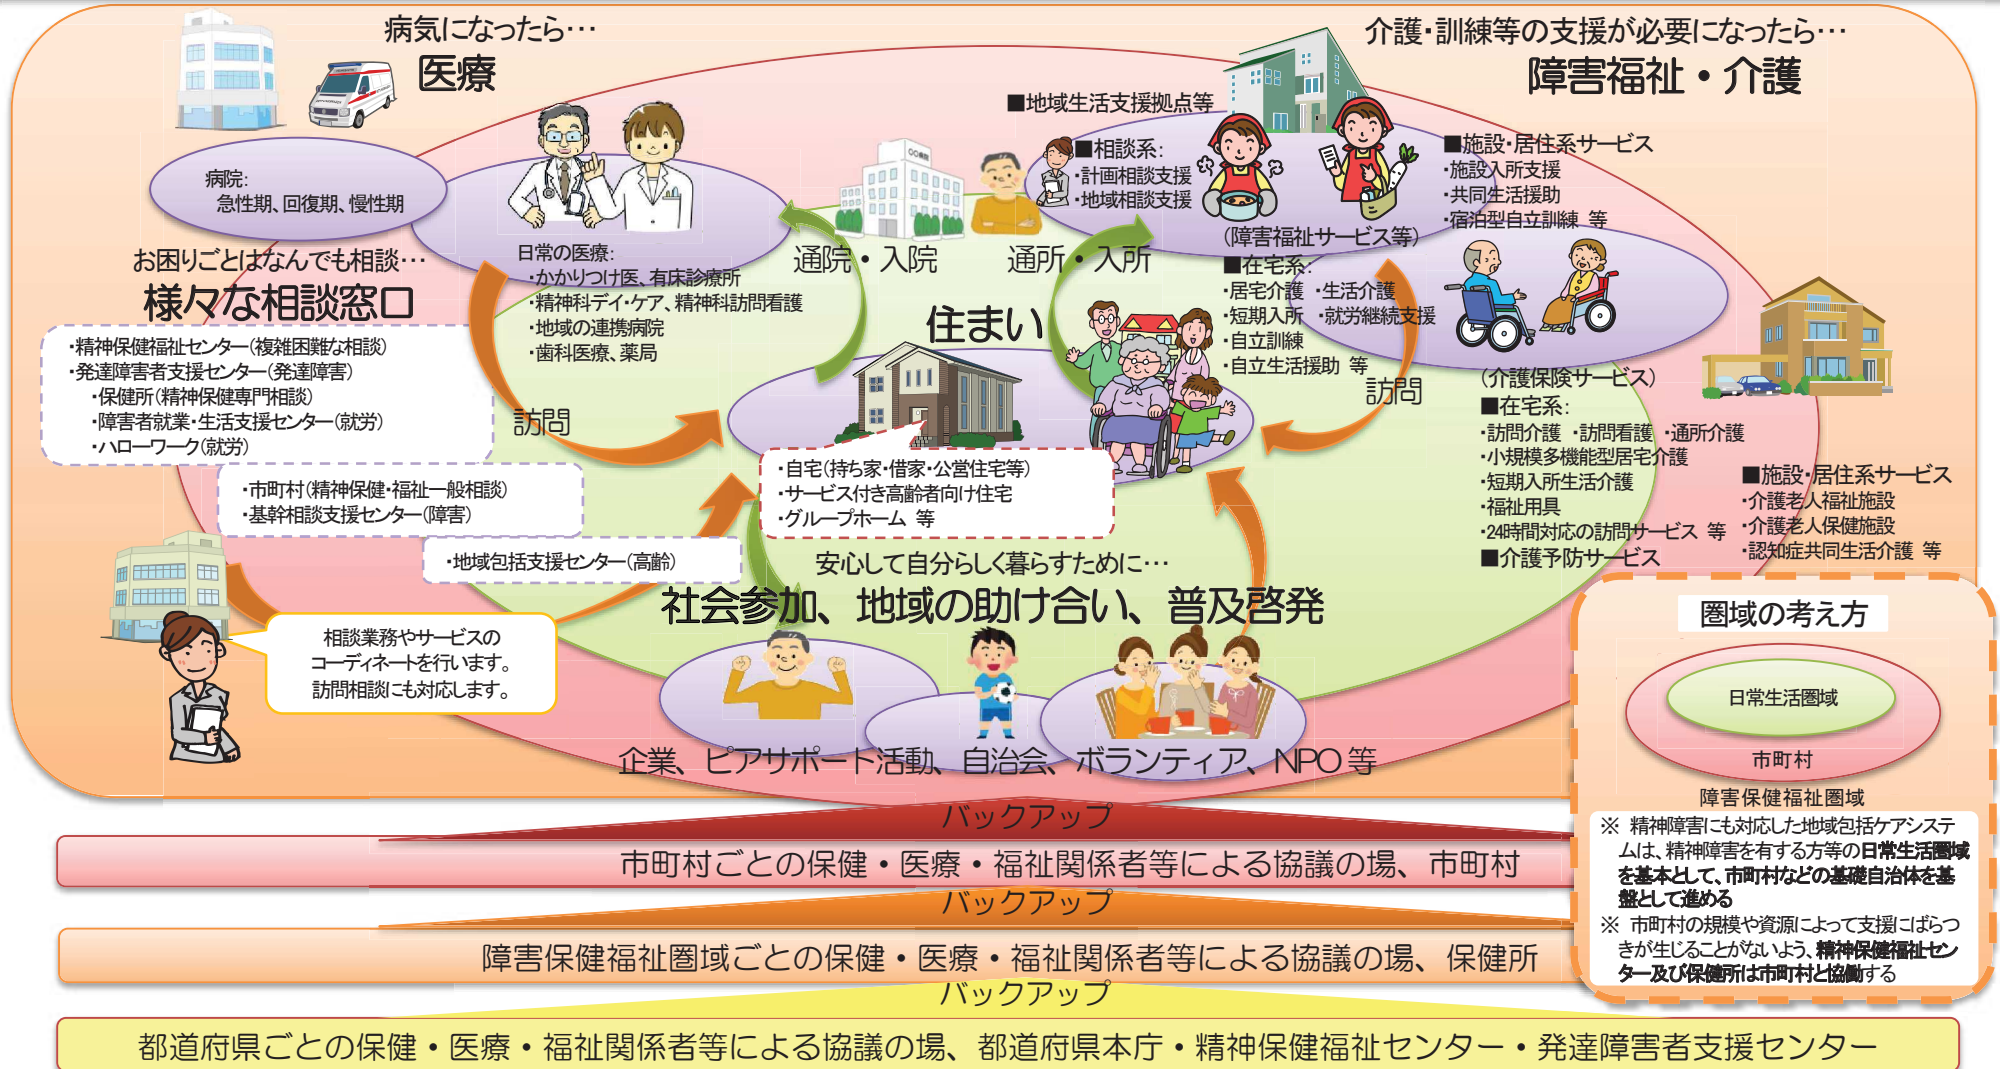 病気になったら…
医療
介護・訓練等の支援が必要になったら…
障害福祉・介護
病院:
急性期、回復期、慢性期
日常の医療:
・かかりつけ医、有床診療所
・精神科デイ・ケア、精神科訪問看護
・地域の連携病院
・歯科医療、薬局
〇〇病院
通院・入院
通所・入所
■地域生活支援拠点等
■相談系:
・計画相談支援
・地域相談支援
■施設・居住系サービス
・施設入所支援
・共同生活援助
・宿泊型自立訓練 等
(障害福祉サービス等)
■在宅系:
・居宅介護 ・生活介護
・短期入所 ・就労継続支援
・自立訓練
・自立生活援助 等
お困りごとはなんでも相談…
様々な相談窓口
・精神保健福祉センター(複雑困難な相談)
・発達障害者支援センター(発達障害)
・保健所(精神保健専門相談)
・障害者就業・生活支援センター(就労)
・ハローワーク(就労)
・市町村(精神保健・福祉一般相談)
・基幹相談支援センター(障害)
・地域包括支援センター(高齢)
訪問
住まい
・自宅(持ち家・借家・公営住宅等)
・サービス付き高齢者向け住宅
・グループホーム 等
訪問
(介護保険サービス)
■在宅系:
・訪問介護 ・訪問看護 ・通所介護
・小規模多機能型居宅介護
・短期入所生活介護
・福祉用具
・24時間対応の訪問サービス 等
■介護予防サービス
■施設・居住系サービス
・介護老人福祉施設
・介護老人保健施設
・認知症共同生活介護 等
安心して自分らしく暮らすために…
社会参加、地域の助け合い、普及啓発
相談業務やサービスの
コーディネートを行います。
訪問相談にも対応します。
企業、ピアサポート活動、自治会、ボランティア、NPO 等
圏域の考え方
日常生活圏域
市町村
障害保健福祉圏域
※ 精神障害にも対応した地域包括ケアシステ
ムは、精神障害を有する方等の日常生活圏域
を基本として、市町村などの基礎自治体を基
盤として進める
※ 市町村の規模や資源によって支援にばらつ
きが生じることがないよう、精神保健福祉セン
ター及び保健所は市町村と協働する
バックアップ
市町村ごとの保健・医療・福祉関係者等による協議の場、市町村
バックアップ
障害保健福祉圏域ごとの保健・医療・福祉関係者等による協議の場、保健所
バックアップ
都道府県ごとの保健・医療・福祉関係者等による協議の場、都道府県本庁・精神保健福祉センター・発達障害者支援センター